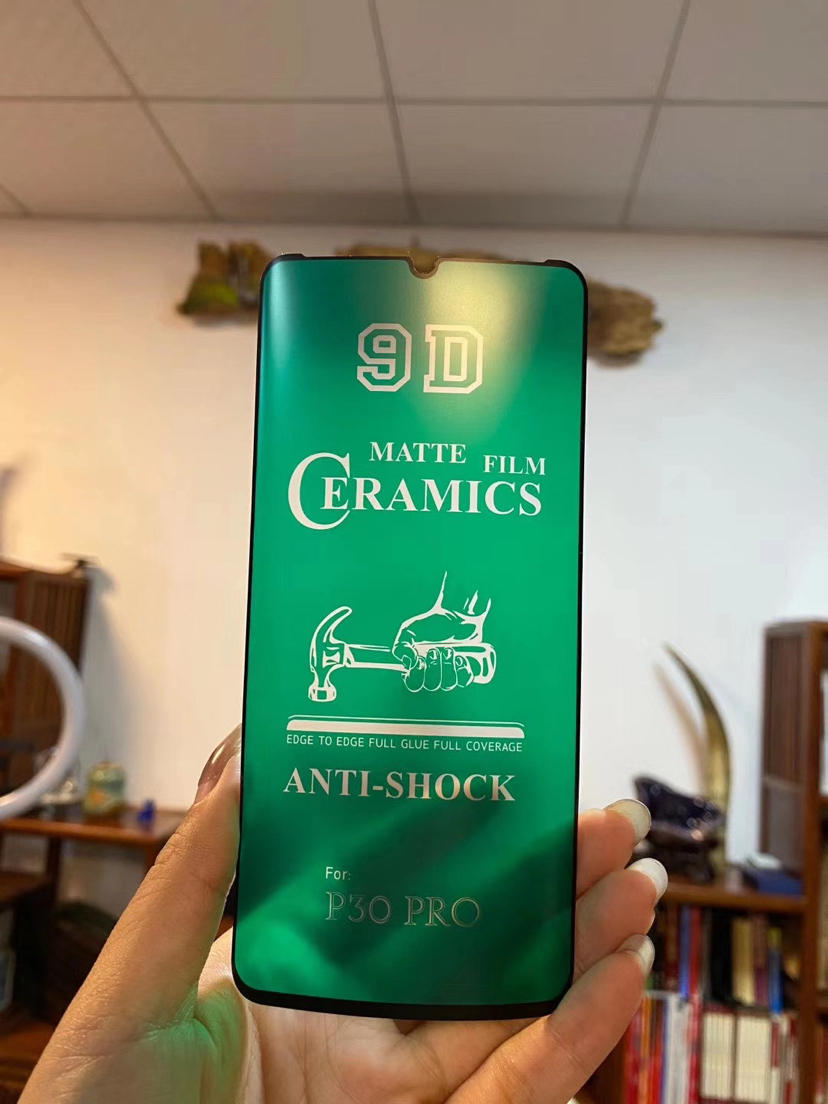 9D
MATTE FILM
CERAMICS
EDGE TO EDGE FULL GLUE FULL COVERAGE
ANTI-SHOCK
For:
P30 PRO